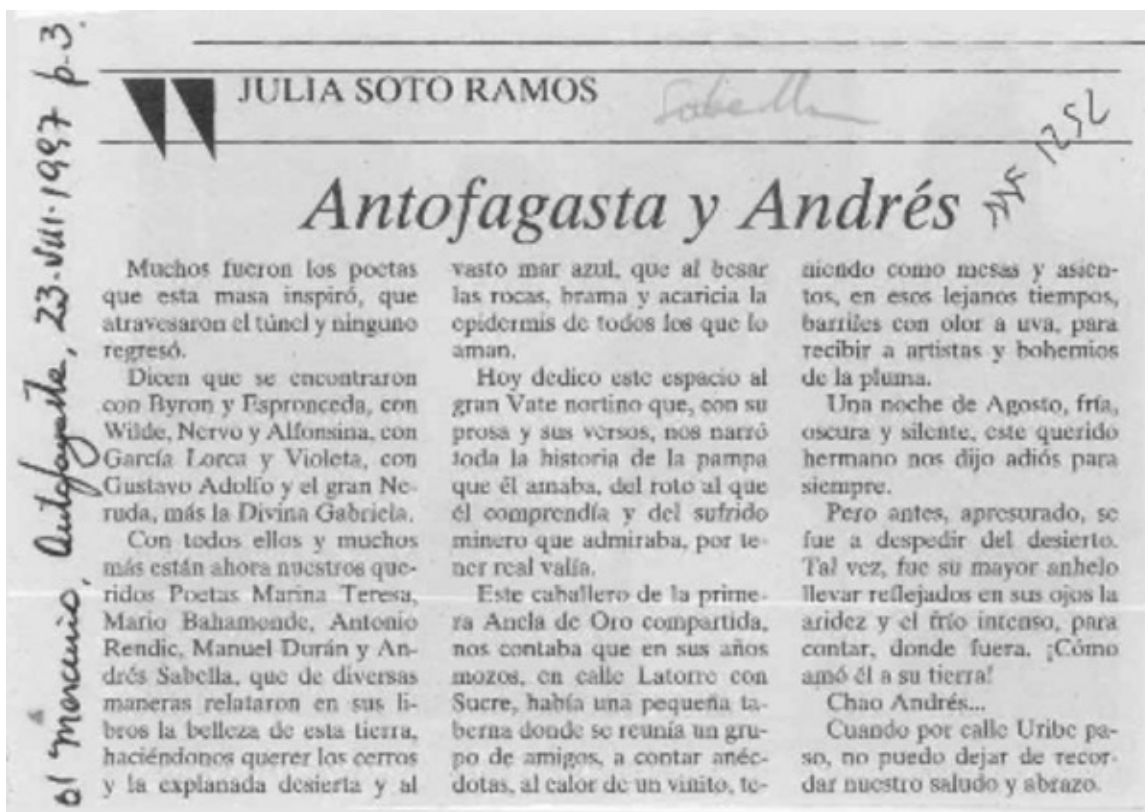 JULIA SOTO RAMOS
Sabella
1252
Antofagasta y Andrés
Muchos fueron los poetas
que esta masa inspiró, que
atravesaron el túnel y ninguno
regresó.
Dicen que se encontraron
con Byron y Espronceda, con
Wilde, Nervo y Alfonsina, con
García Lorca y Violeta, con
Gustavo Adolfo y el gran Ne-
ruda, más la Divina Gabriela.
Con todos ellos y muchos
más están ahora nuestros que-
ridos Poetas Marina Teresa,
Mario Bahamonde, Antonio
Rendic, Manuel Durán y An-
drés Sabella, que de diversas
maneras relataron en sus li-
bros la belleza de esta tierra,
haciéndonos querer los cerros
y la explanada desierta y al
vasto mar azul, que al besar
las rocas, brama y acaricia la
epidermis de todos los que lo
aman.
Hoy dedico este espacio al
gran Vate nortino que, con su
prosa y sus versos, nos narró
toda la historia de la pampa
que él amaba, del roto al que
él comprendía y del sufrido
minero que admiraba, por te-
ner real valía.
Este caballero de la prime-
ra Ancla de Oro compartida,
nos contaba que en sus años
mozos, en calle Latorre con
Sucre, había una pequeña ta-
berna donde se reunía un gru-
po de amigos, a contar anéc-
dotas, al calor de un vinito, te-
niendo como mesas y asien-
tos, en esos lejanos tiempos,
barriles con olor a uva, para
recibir a artistas y bohemios
de la pluma.
Una noche de Agosto, fría,
oscura y silente, este querido
hermano nos dijo adiós para
siempre.
Pero antes, apresurado, se
fue a despedir del desierto.
Tal vez, fue su mayor anhelo
llevar reflejados en sus ojos la
aridez y el frío intenso, para
contar, donde fuera. ¡Cómo
amó él a su tierra!
Chao Andrés...
Cuando por calle Uribe pa-
so, no puedo dejar de recor-
dar nuestro saludo y abrazo.
el Mercurio, Antofagasta, 23-VIII-1997 p-3.